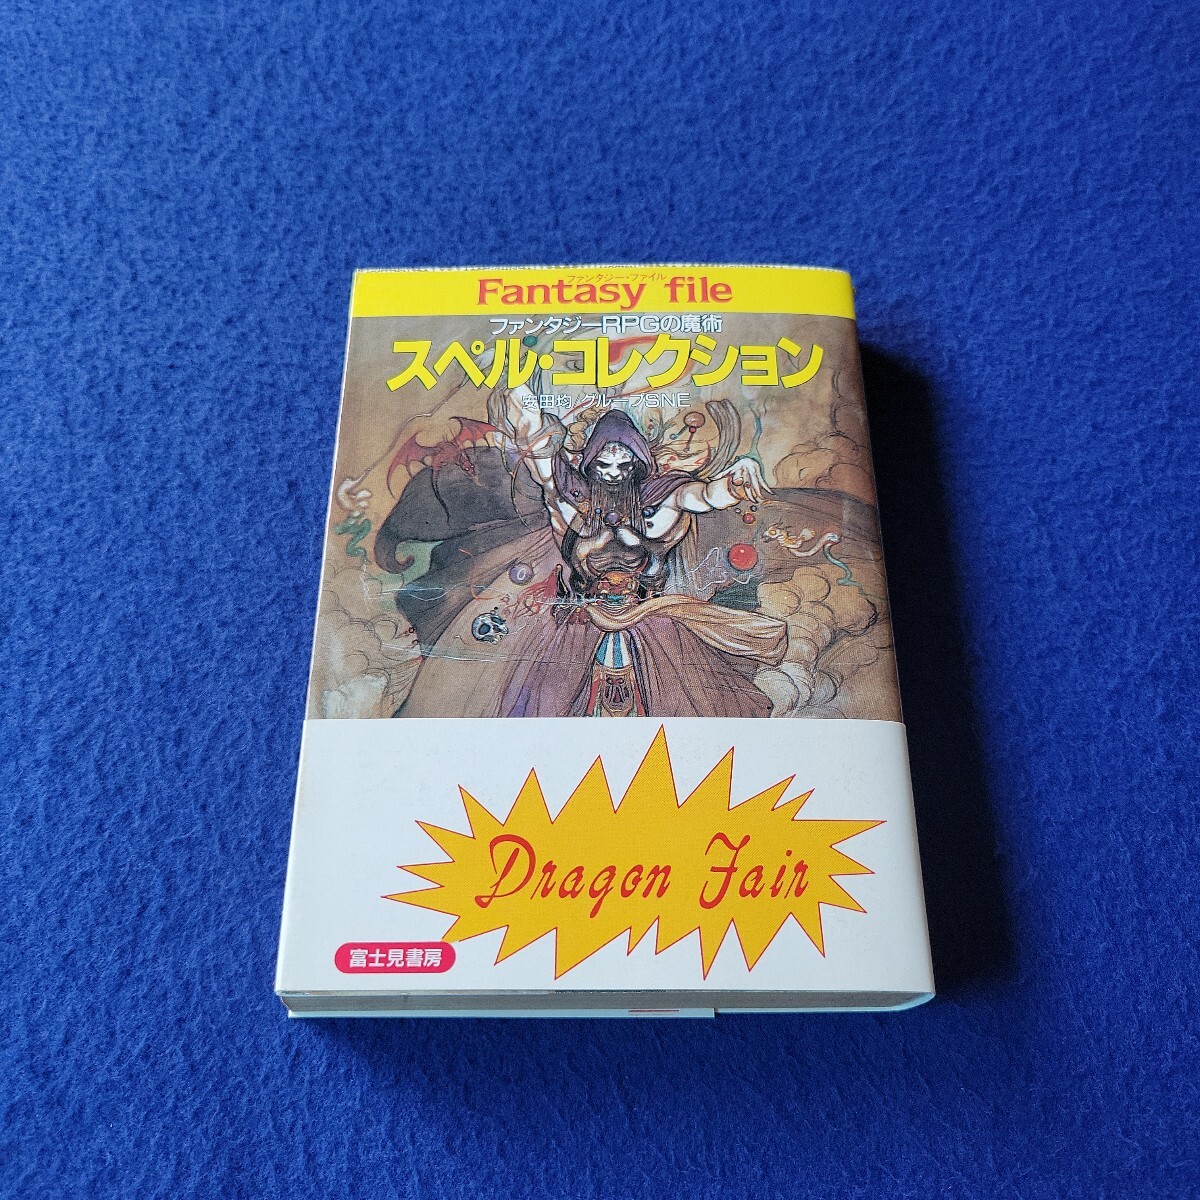 ファンタジー・ファイル
Fantasy file
ファンタジーRPGの魔術
スペル・コレクション
安田均/グループSNE
Dragon Fair
富士見書房